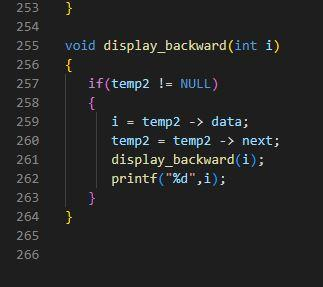 253 }
254
255 void display_backward(int i)
256 {
257 if(temp2 != NULL)
258 {
259 i = temp2 -> data;
260 temp2 = temp2 -> next;
261 display_backward(i);
262 printf("%d",i);
263 }
264 }
265
266